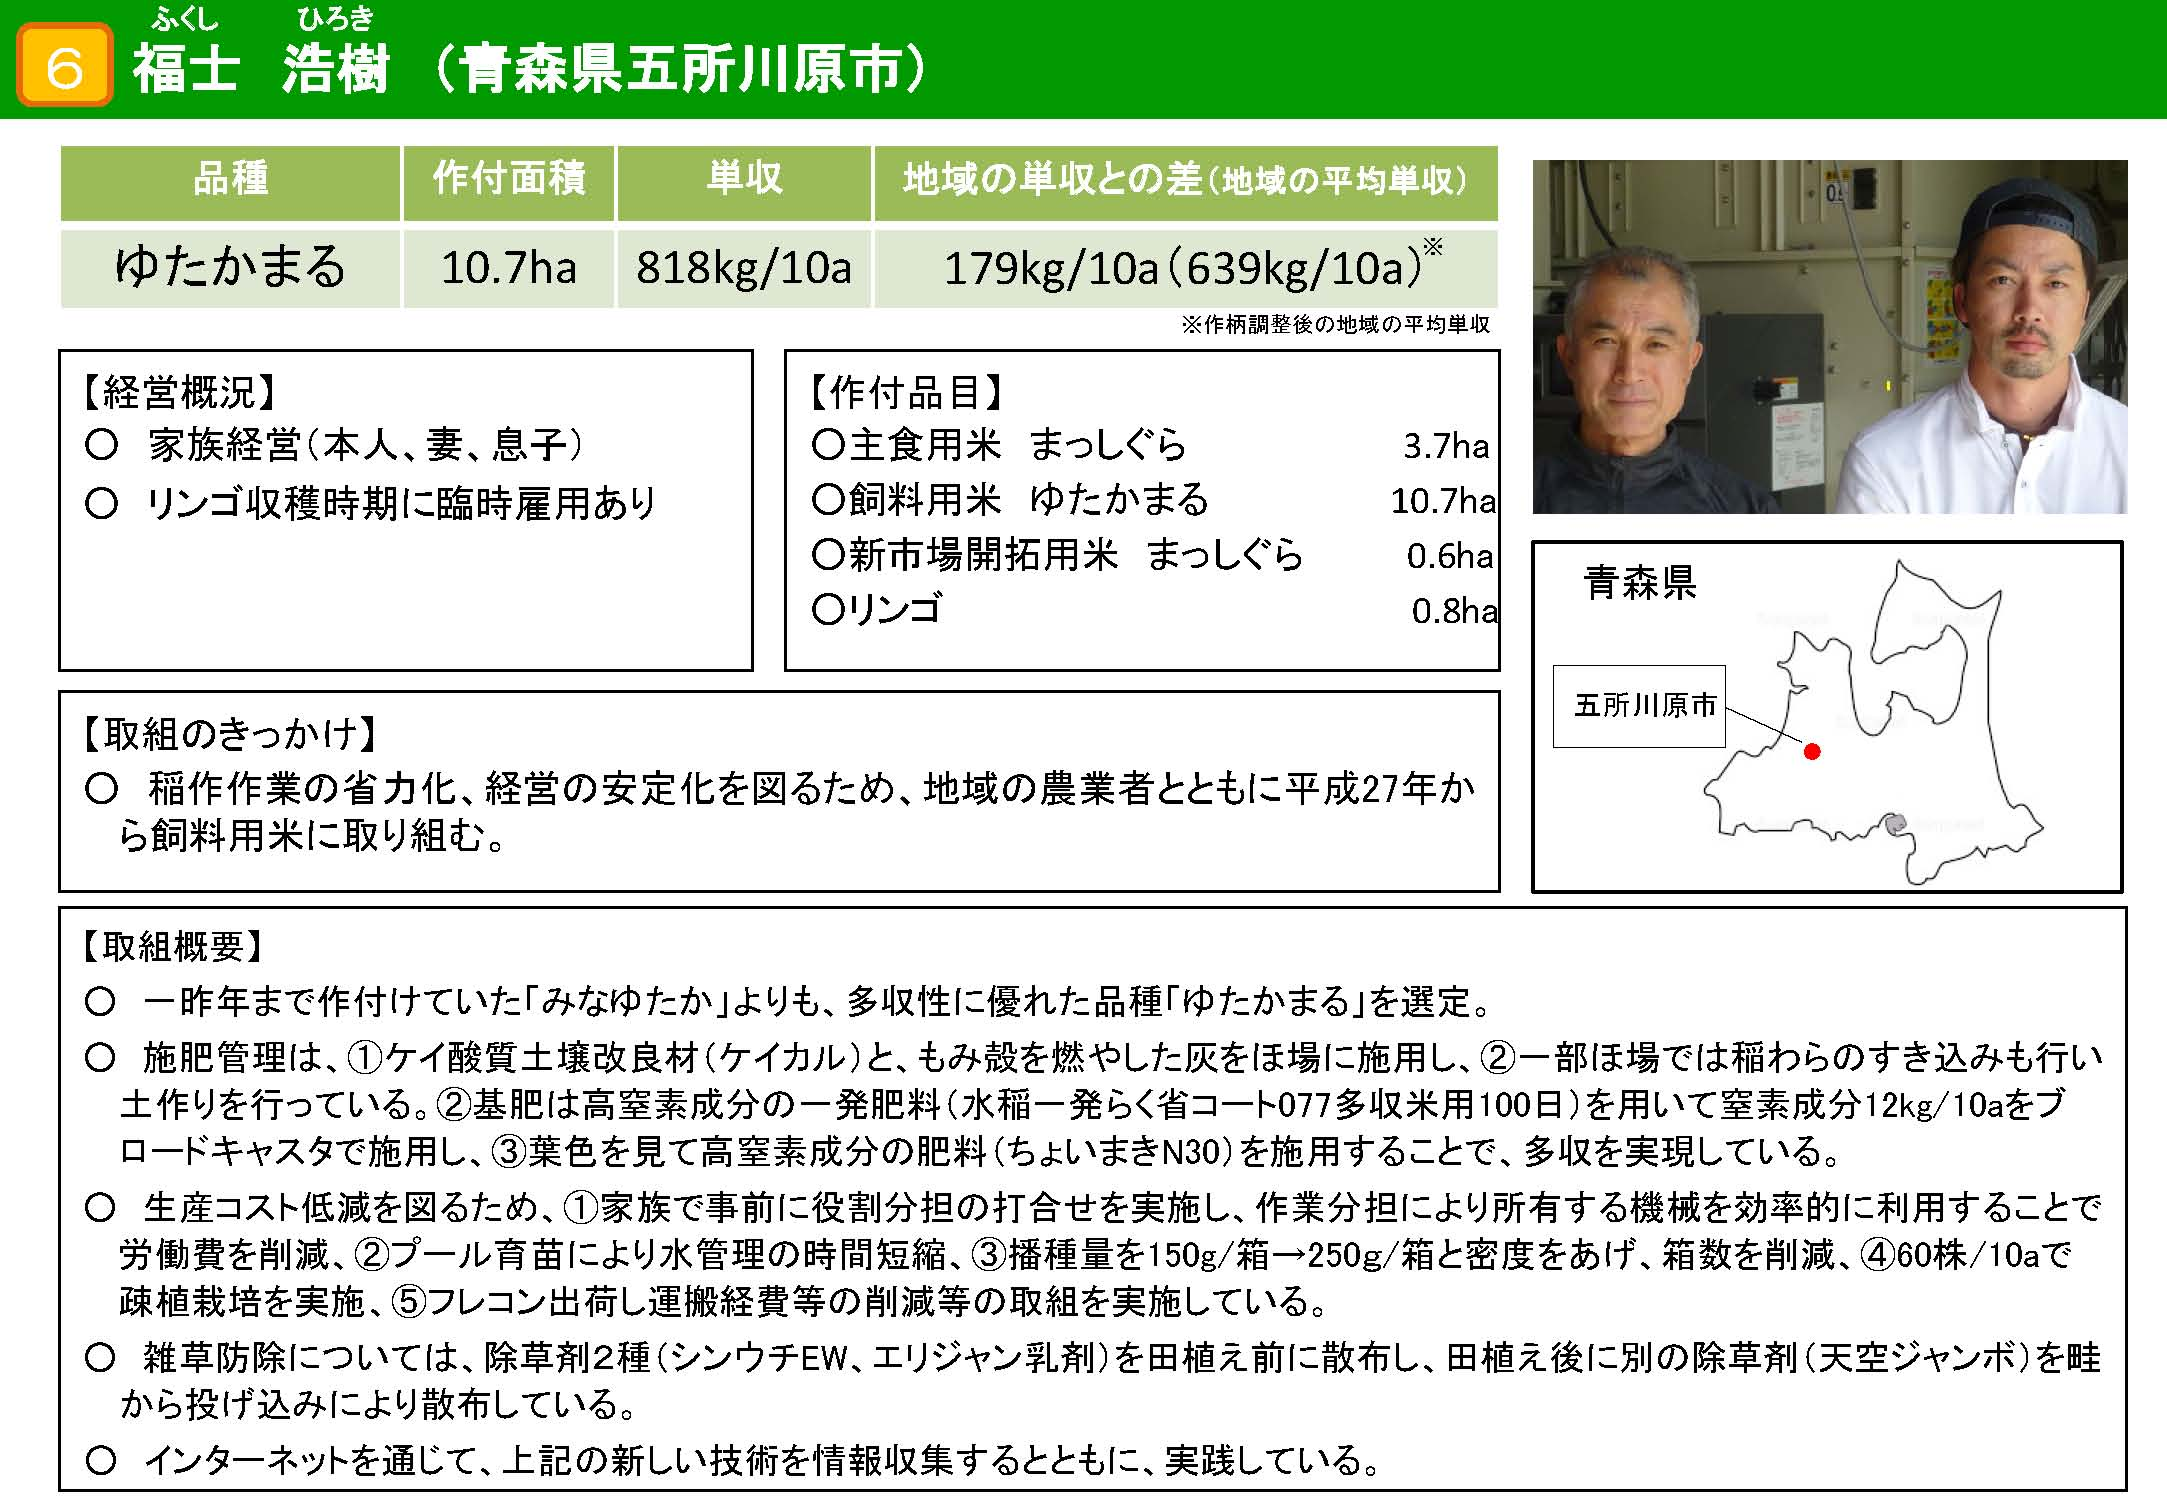 ふくし ひろき
6 福士 浩樹 （青森県五所川原市）
品種 作付面積 単収 地域の単収との差（地域の平均単収）
ゆたかまる 10.7ha 818kg/10a 179kg/10a（639kg/10a）※
※作柄調整後の地域の平均単収
【経営概況】
○ 家族経営（本人、妻、息子）
○ リンゴ収穫時期に臨時雇用あり
【作付品目】
○主食用米 まっしぐら 3.7ha
○飼料用米 ゆたかまる 10.7ha
○新市場開拓用米 まっしぐら 0.6ha
○リンゴ 0.8ha
青森県
五所川原市
【取組のきっかけ】
○ 稲作作業の省力化、経営の安定化を図るため、地域の農業者とともに平成27年か
ら飼料用米に取り組む。
【取組概要】
○ 一昨年まで作付けていた「みなゆたか」よりも、多収性に優れた品種「ゆたかまる」を選定。
○ 施肥管理は、①ケイ酸質土壌改良材（ケイカル）と、もみ殻を燃やした灰をほ場に施用し、②一部ほ場では稲わらのすき込みも行い
土作りを行っている。②基肥は高窒素成分の一発肥料（水稲一発らく省コート077多収米用100日）を用いて窒素成分12kg/10aをブ
ロードキャスタで施用し、③葉色を見て高窒素成分の肥料（ちょいまきN30）を施用することで、多収を実現している。
○ 生産コスト低減を図るため、①家族で事前に役割分担の打合せを実施し、作業分担により所有する機械を効率的に利用することで
労働費を削減、②プール育苗により水管理の時間短縮、③播種量を150g/箱→250g/箱と密度をあげ、箱数を削減、④60株/10aで
疎植栽培を実施、⑤フレコン出荷し運搬経費等の削減等の取組を実施している。
○ 雑草防除については、除草剤２種（シンウチEW、エリジャン乳剤）を田植え前に散布し、田植え後に別の除草剤（天空ジャンボ）を畦
から投げ込みにより散布している。
○ インターネットを通じて、上記の新しい技術を情報収集するとともに、実践している。